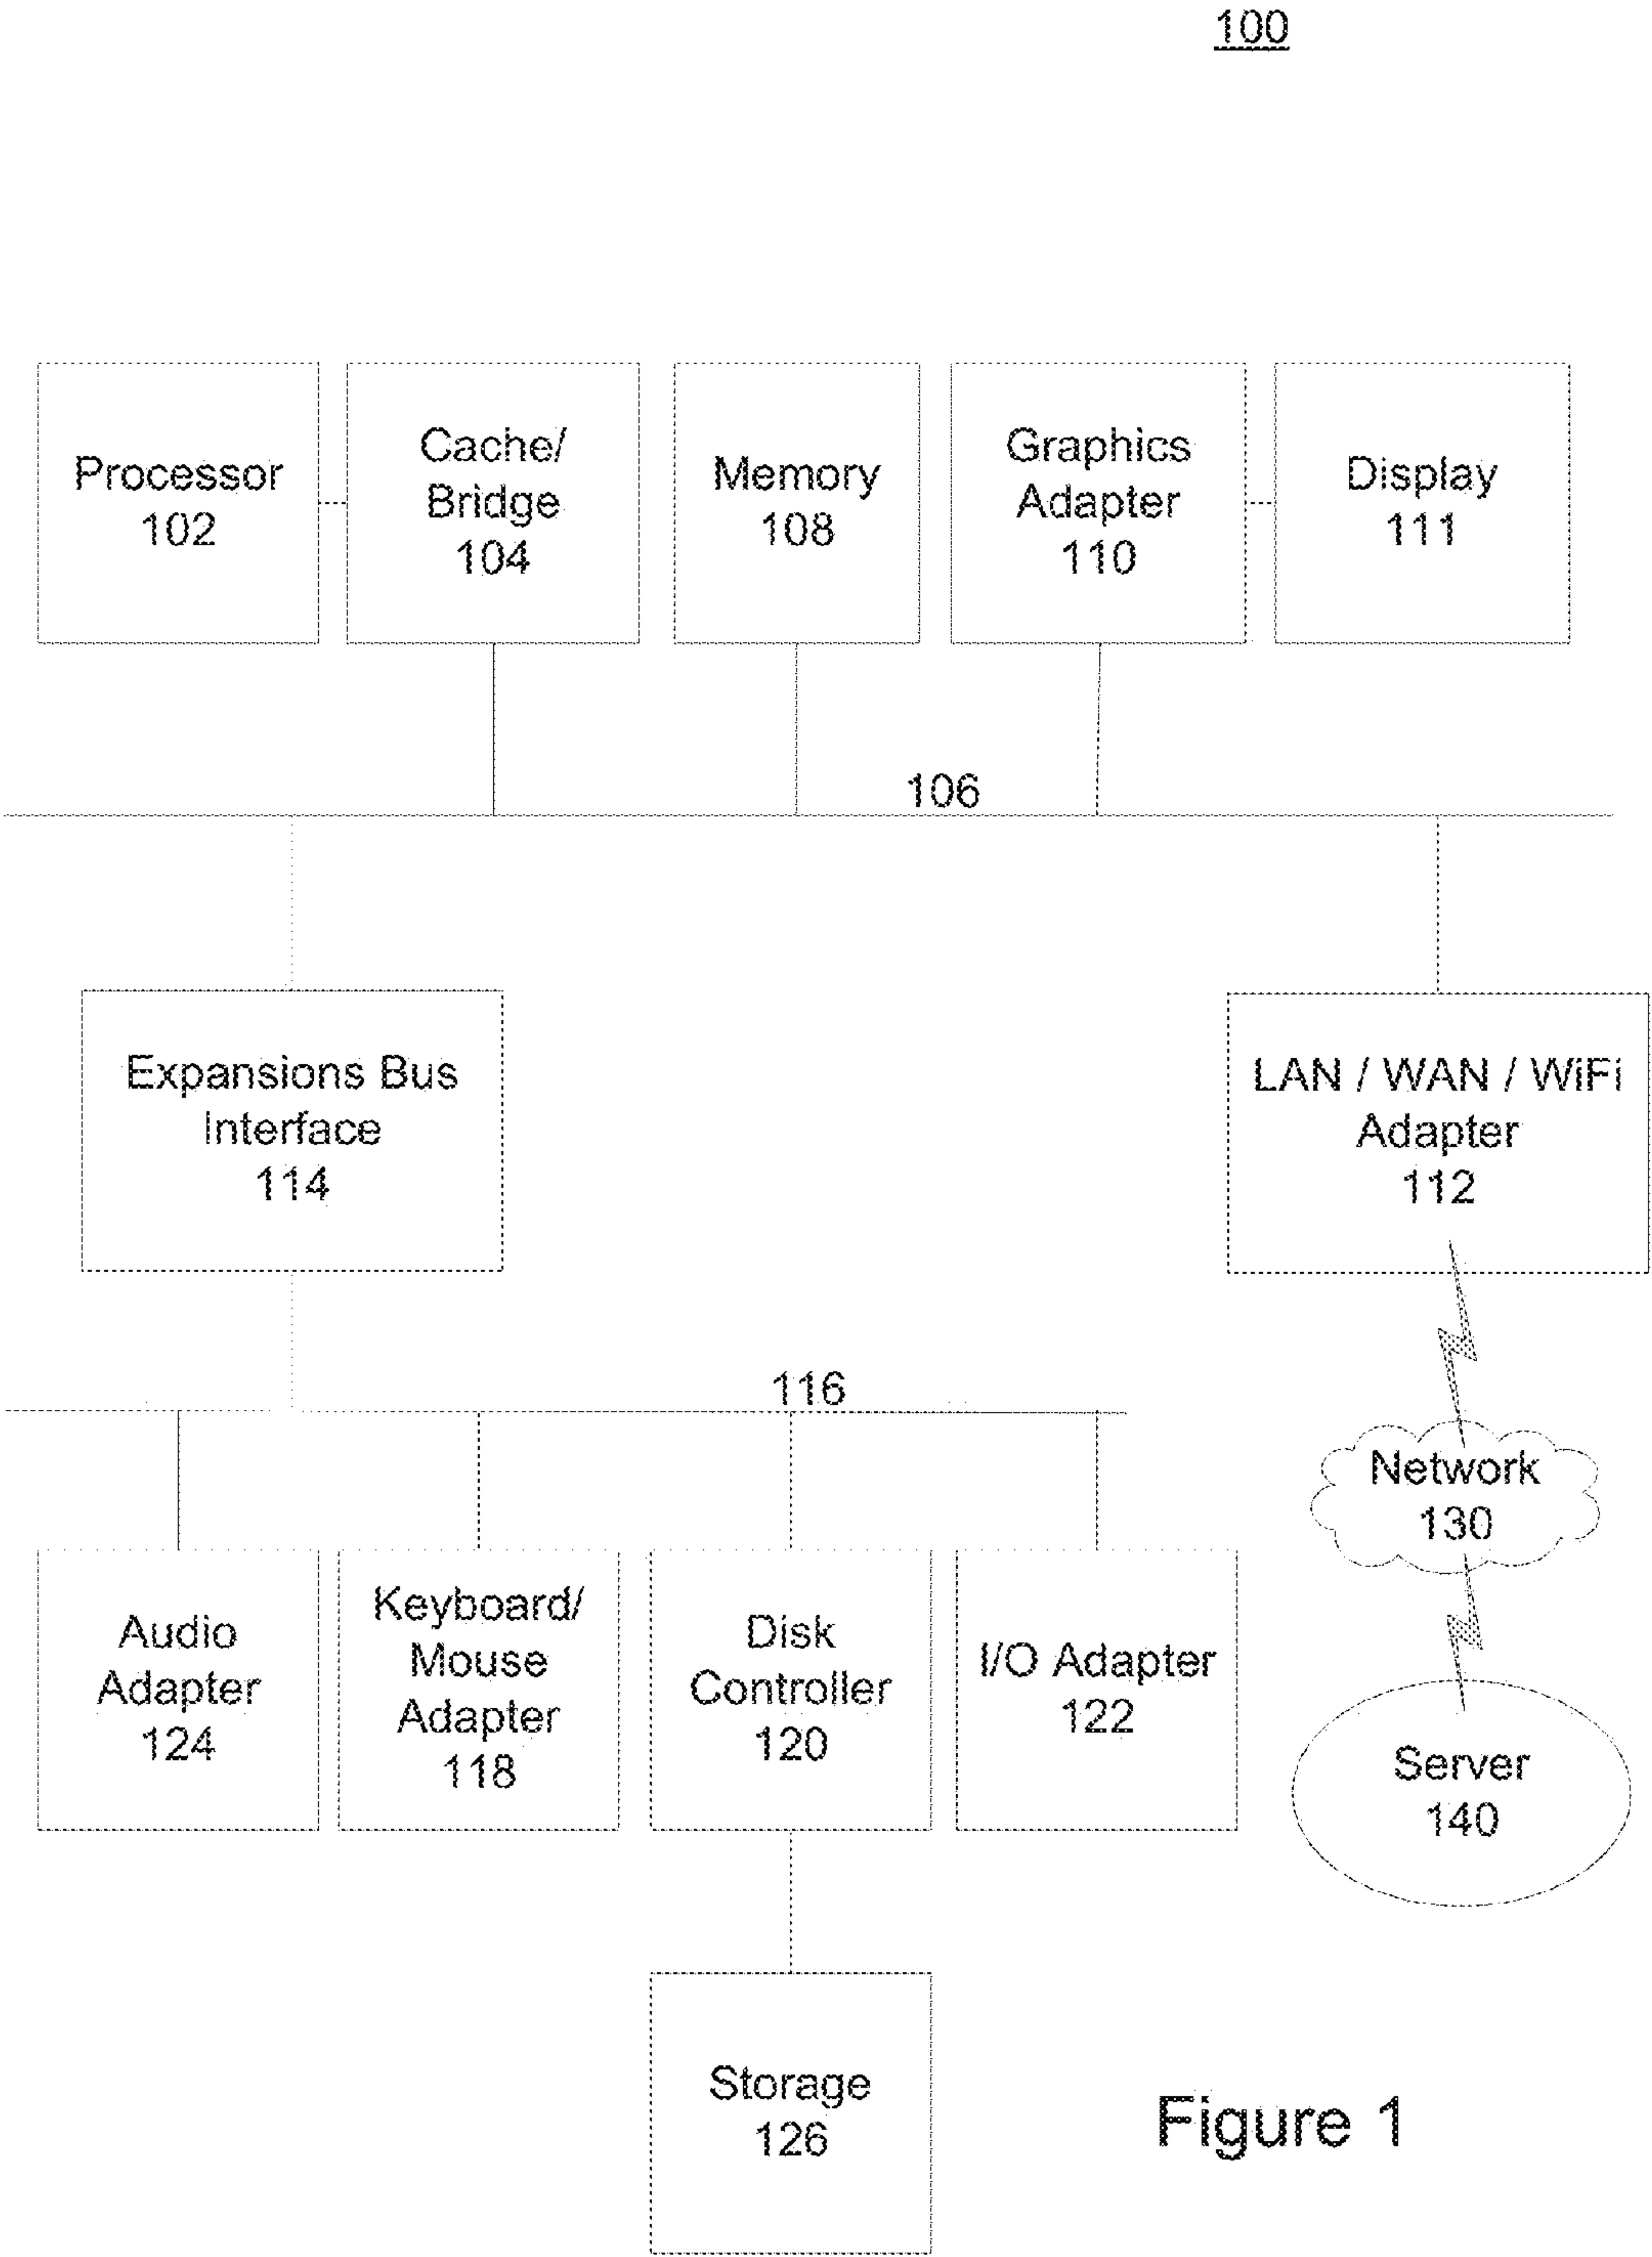 100
Processor
102
Cache/
Bridge
104
Memory
108
Graphics
Adapter
110
Display
111
106
Expansions Bus
Interface
114
LAN / WAN / WiFi
Adapter
112
116
Network
130
Audio
Adapter
124
Keyboard/
Mouse
Adapter
118
Disk
Controller
120
I/O Adapter
122
Server
140
Storage
126
Figure 1